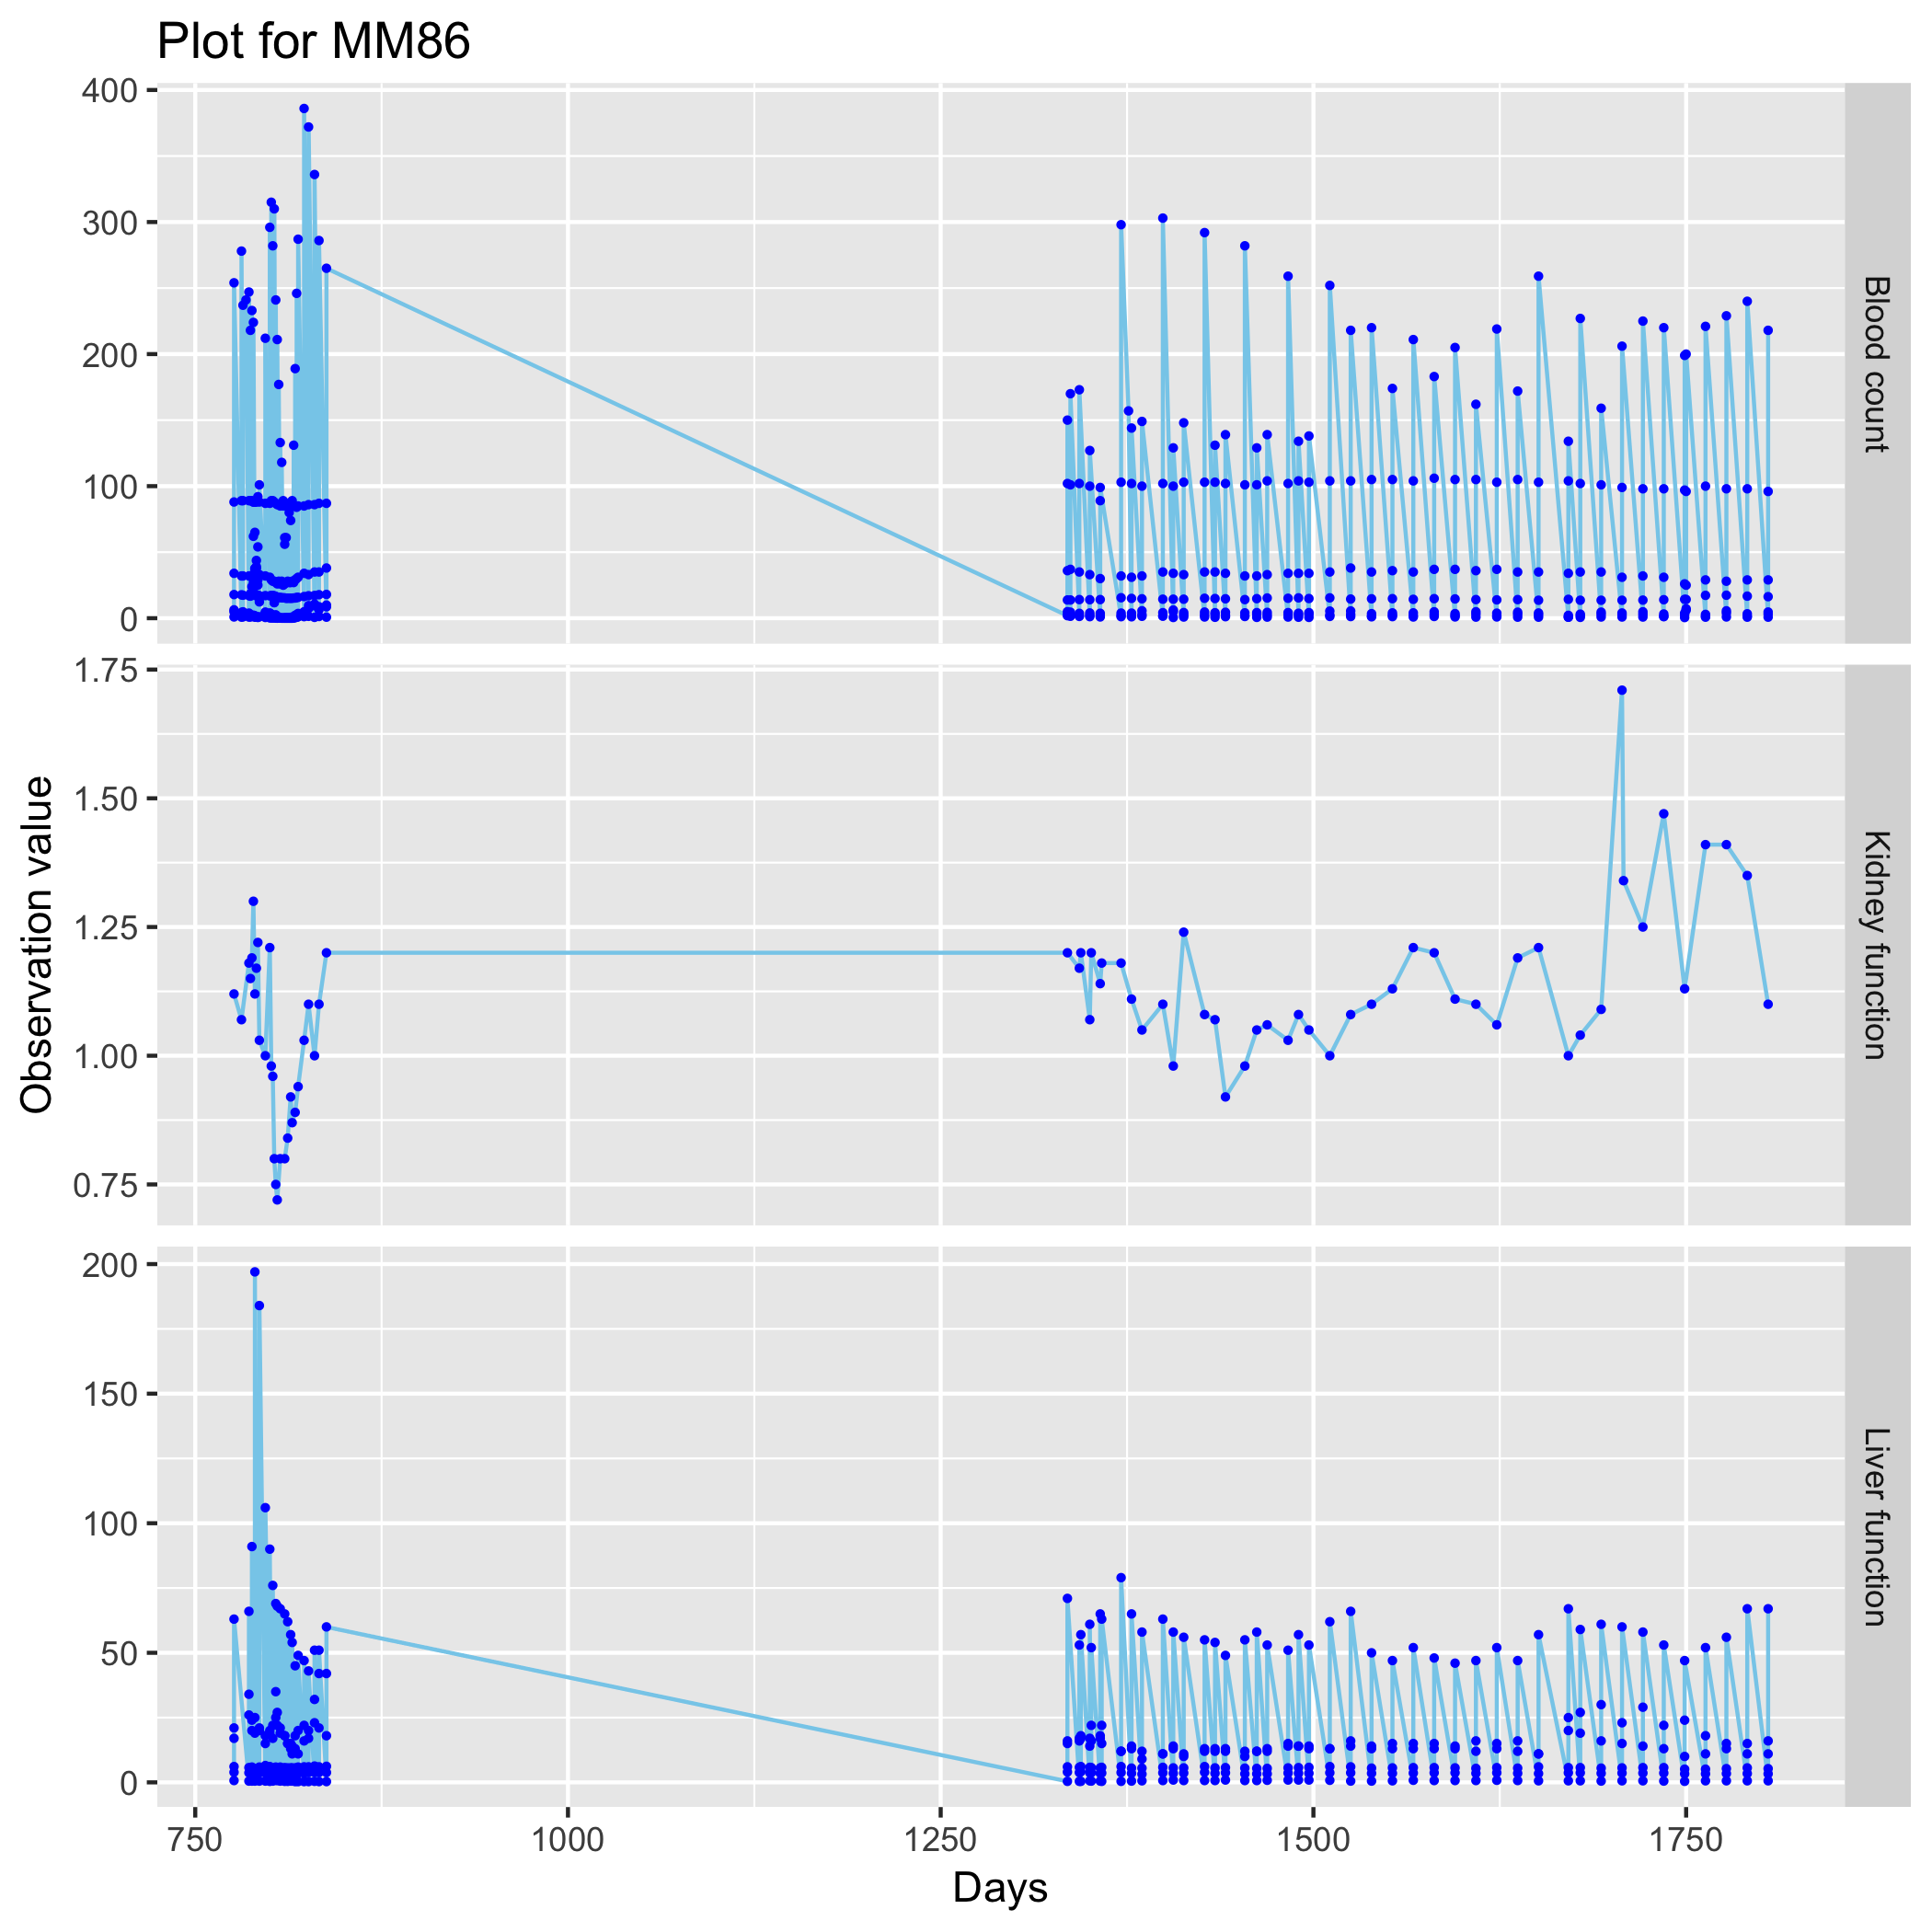 Plot for MM86
400
300
200
100
0
Blood count
1.75
1.50
1.25
1.00
0.75
Kidney function
200
150
100
50
0
Liver function
Observation value
750 1000 1250 1500 1750
Days